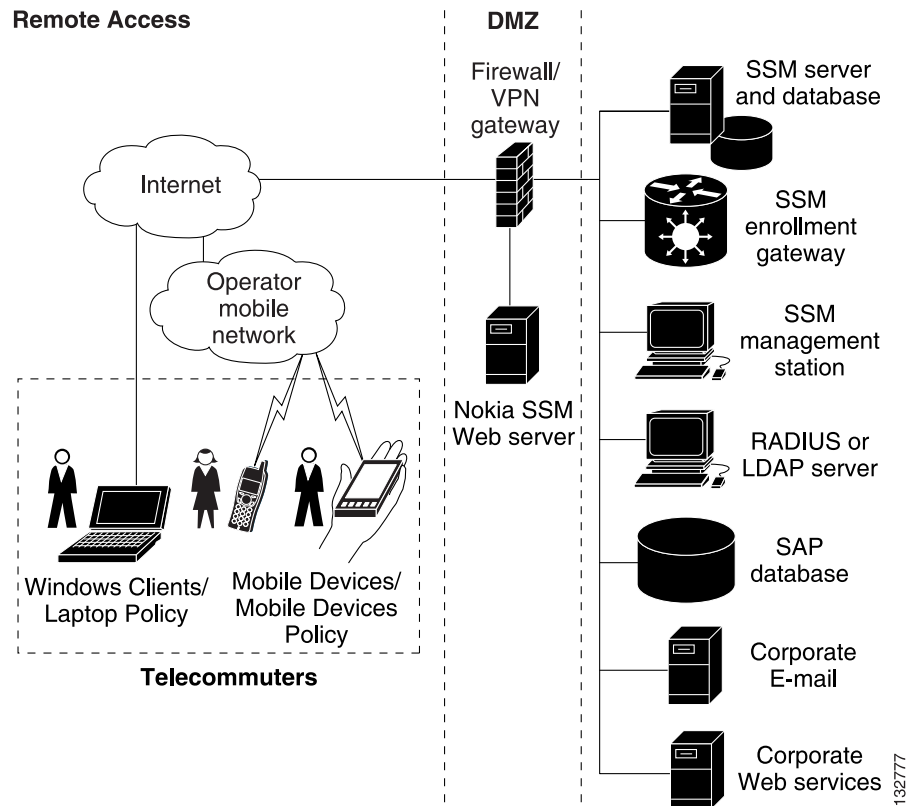 Remote Access
DMZ
Firewall/
VPN
gateway
SSM server
and database
Internet
SSM
enrollment
gateway
Operator
mobile
network
SSM
management
station
Nokia SSM
Web server
RADIUS or
LDAP server
Windows Clients/
Laptop Policy
Mobile Devices/
Mobile Devices
Policy
SAP
database
Telecommuters
Corporate
E-mail
Corporate
Web services
132777